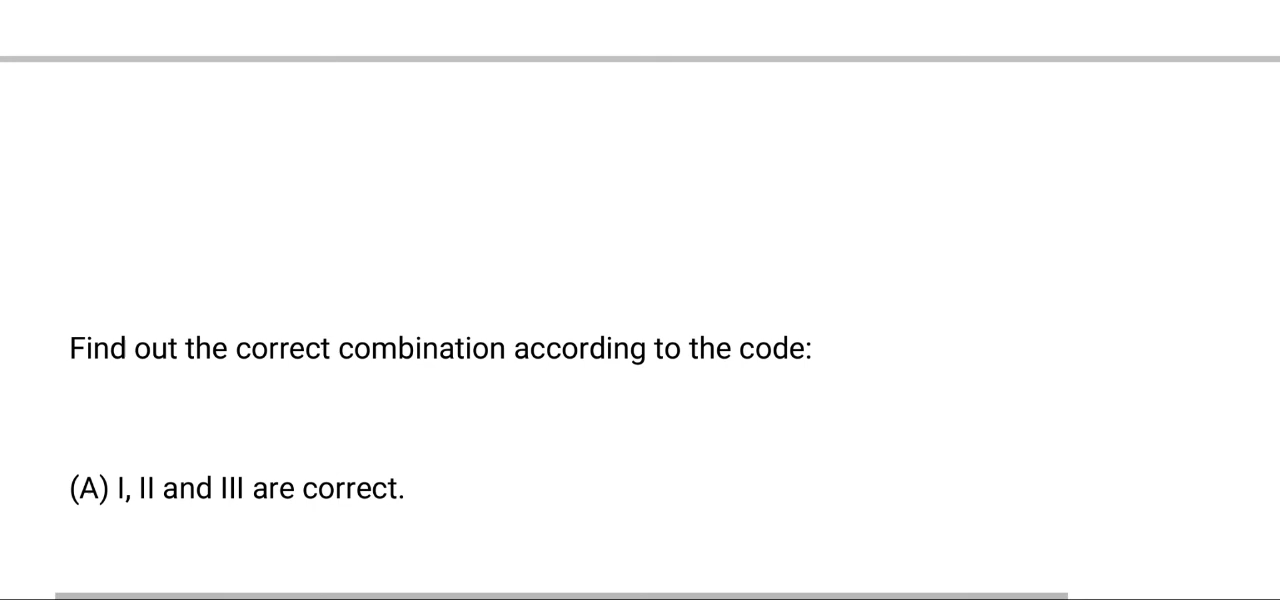 Find out the correct combination according to the code:
(A) I, II and III are correct.